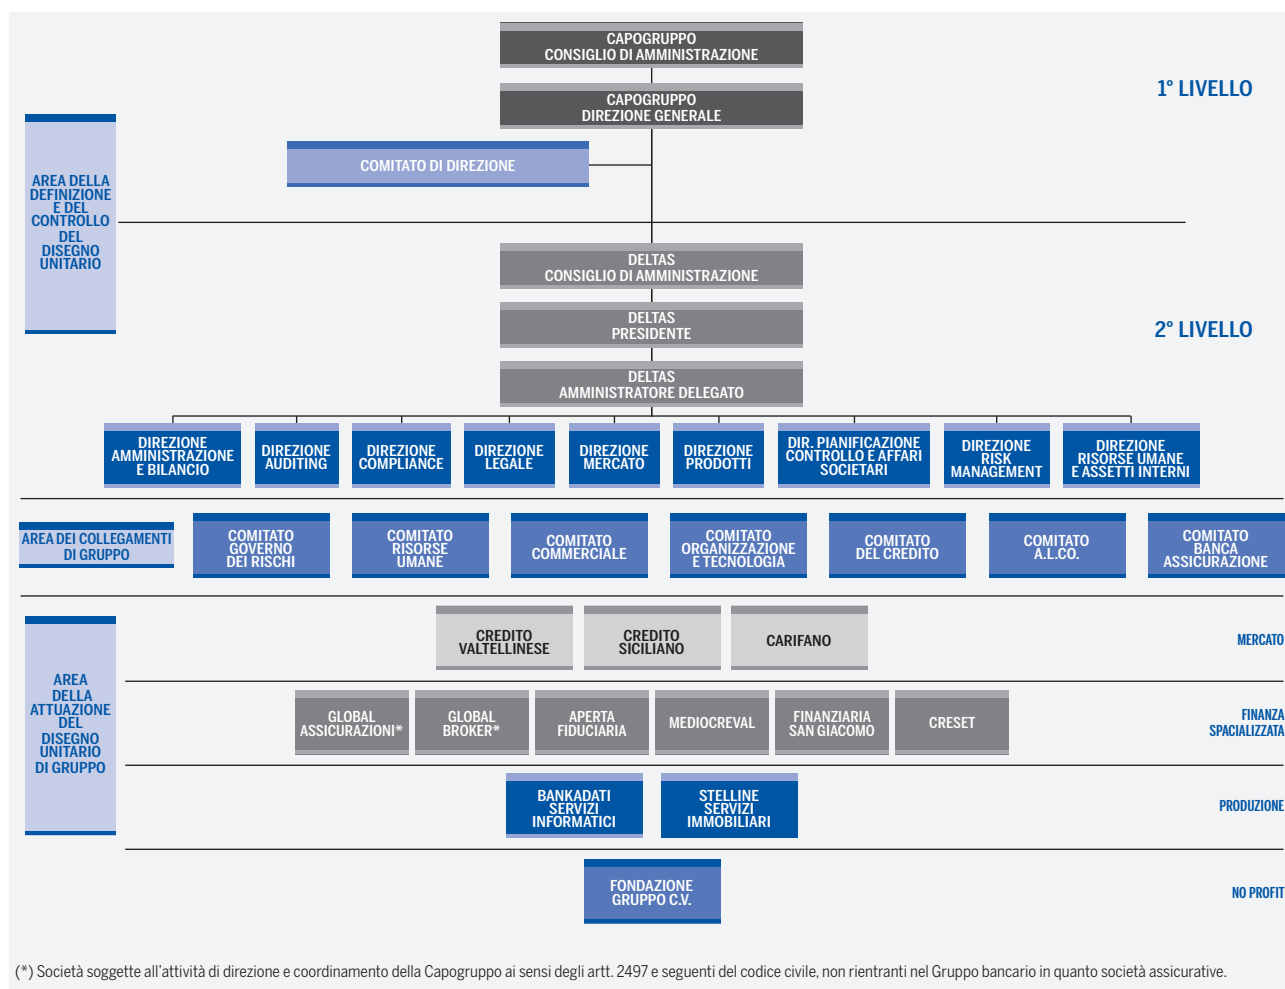 CAPOGRUPPO
CONSIGLIO DI AMMINISTRAZIONE
1° LIVELLO
CAPOGRUPPO
DIREZIONE GENERALE
COMITATO DI DIREZIONE
AREA DELLA
DEFINIZIONE
E DEL
CONTROLLO
DEL
DISEGNO
UNITARIO
DELTAS
CONSIGLIO DI AMMINISTRAZIONE
DELTAS
PRESIDENTE
2° LIVELLO
DELTAS
AMMINISTRATORE DELEGATO
DIREZIONE
AMMINISTRAZIONE
E BILANCIO
DIREZIONE
AUDITING
DIREZIONE
COMPLIANCE
DIREZIONE
LEGALE
DIREZIONE
MERCATO
DIREZIONE
PRODOTTI
DIR. PIANIFICAZIONE
CONTROLLO E AFFARI
SOCIETARI
DIREZIONE
RISK
MANAGEMENT
DIREZIONE
RISORSE UMANE
E ASSETTI INTERNI
AREA DEI COLLEGAMENTI
DI GRUPPO
COMITATO
GOVERNO
DEI RISCHI
COMITATO
RISORSE
UMANE
COMITATO
COMMERCIALE
COMITATO
ORGANIZZAZIONE
E TECNOLOGIA
COMITATO
DEL CREDITO
COMITATO
A.L.CO.
COMITATO
BANCA
ASSICURAZIONE
AREA
DELLA
ATTUAZIONE
DEL
DISEGNO
UNITARIO
DI GRUPPO
CREDITO
VALTELLINESE
CREDITO
SICILIANO
CARIFANO
MERCATO
GLOBAL
ASSICURAZIONI*
GLOBAL
BROKER*
APERTA
FIDUCIARIA
MEDIOCREVAL
FINANZIARIA
SAN GIACOMO
CRESET
FINANZA
SPACIALIZZATA
BANKADATI
SERVIZI
INFORMATICI
STELLINE
SERVIZI
IMMOBILIARI
PRODUZIONE
FONDAZIONE
GRUPPO C.V.
NO PROFIT
(*) Società soggette all'attività di direzione e coordinamento della Capogruppo ai sensi degli artt. 2497 e seguenti del codice civile, non rientranti nel Gruppo bancario in quanto società assicurative.